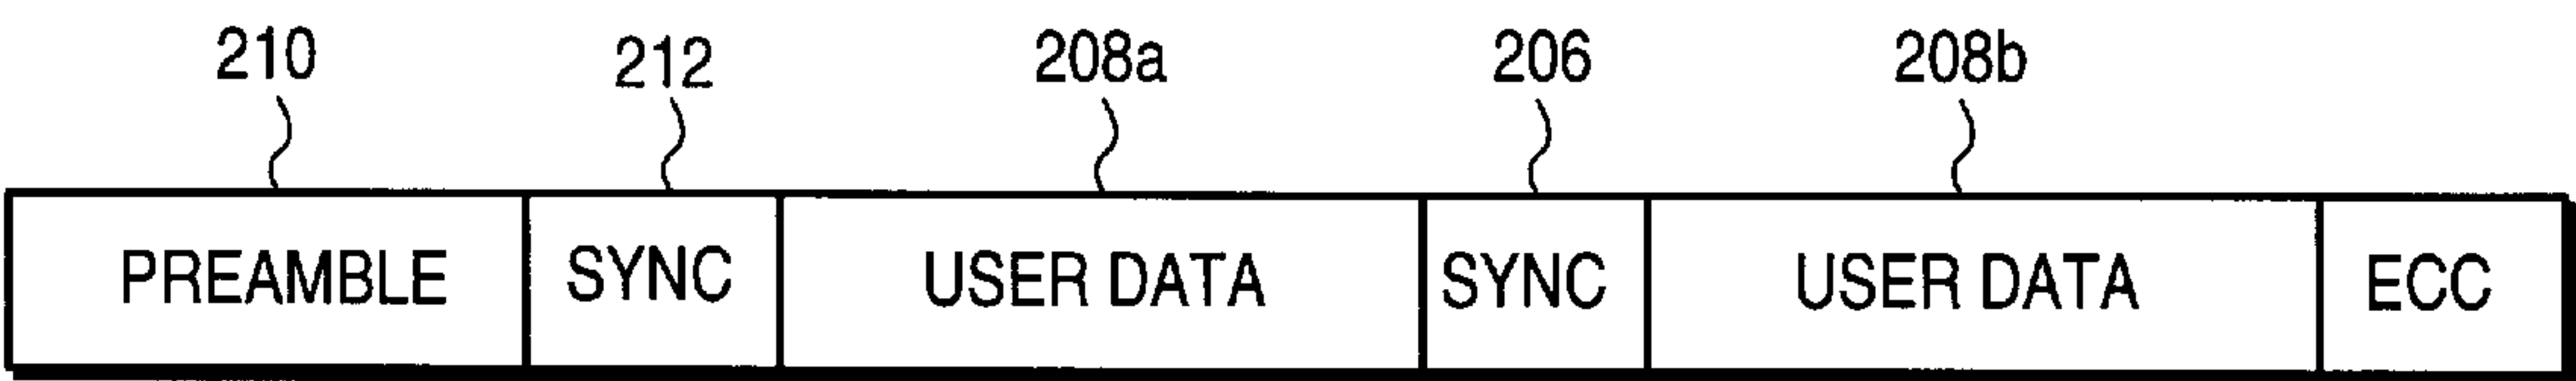 210 212 208a 206 208b
PREAMBLE SYNC USER DATA SYNC USER DATA ECC